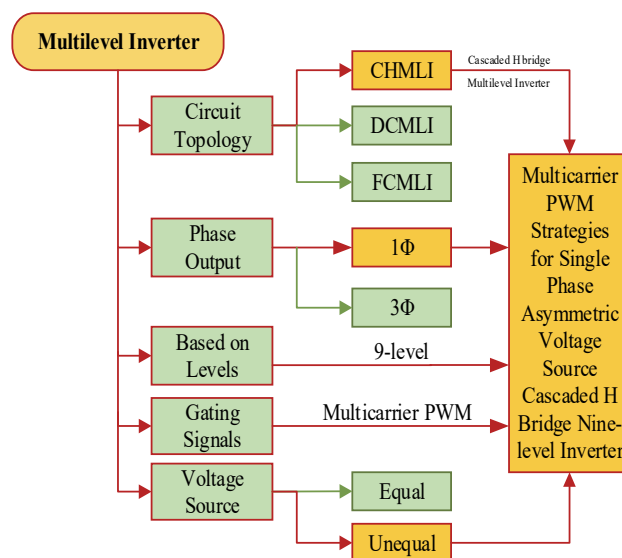 Multilevel Inverter
CHMLI
Cascaded H bridge
Multilevel Inverter
Circuit
Topology
DCMLI
FCMLI
Phase
Output
1Φ
3Φ
Based on
Levels
9-level
Gating
Signals
Multicarrier PWM
Voltage
Source
Equal
Unequal
Multicarrier
PWM
Strategies
for Single
Phase
Asymmetric
Voltage
Source
Cascaded H
Bridge Nine-
level Inverter